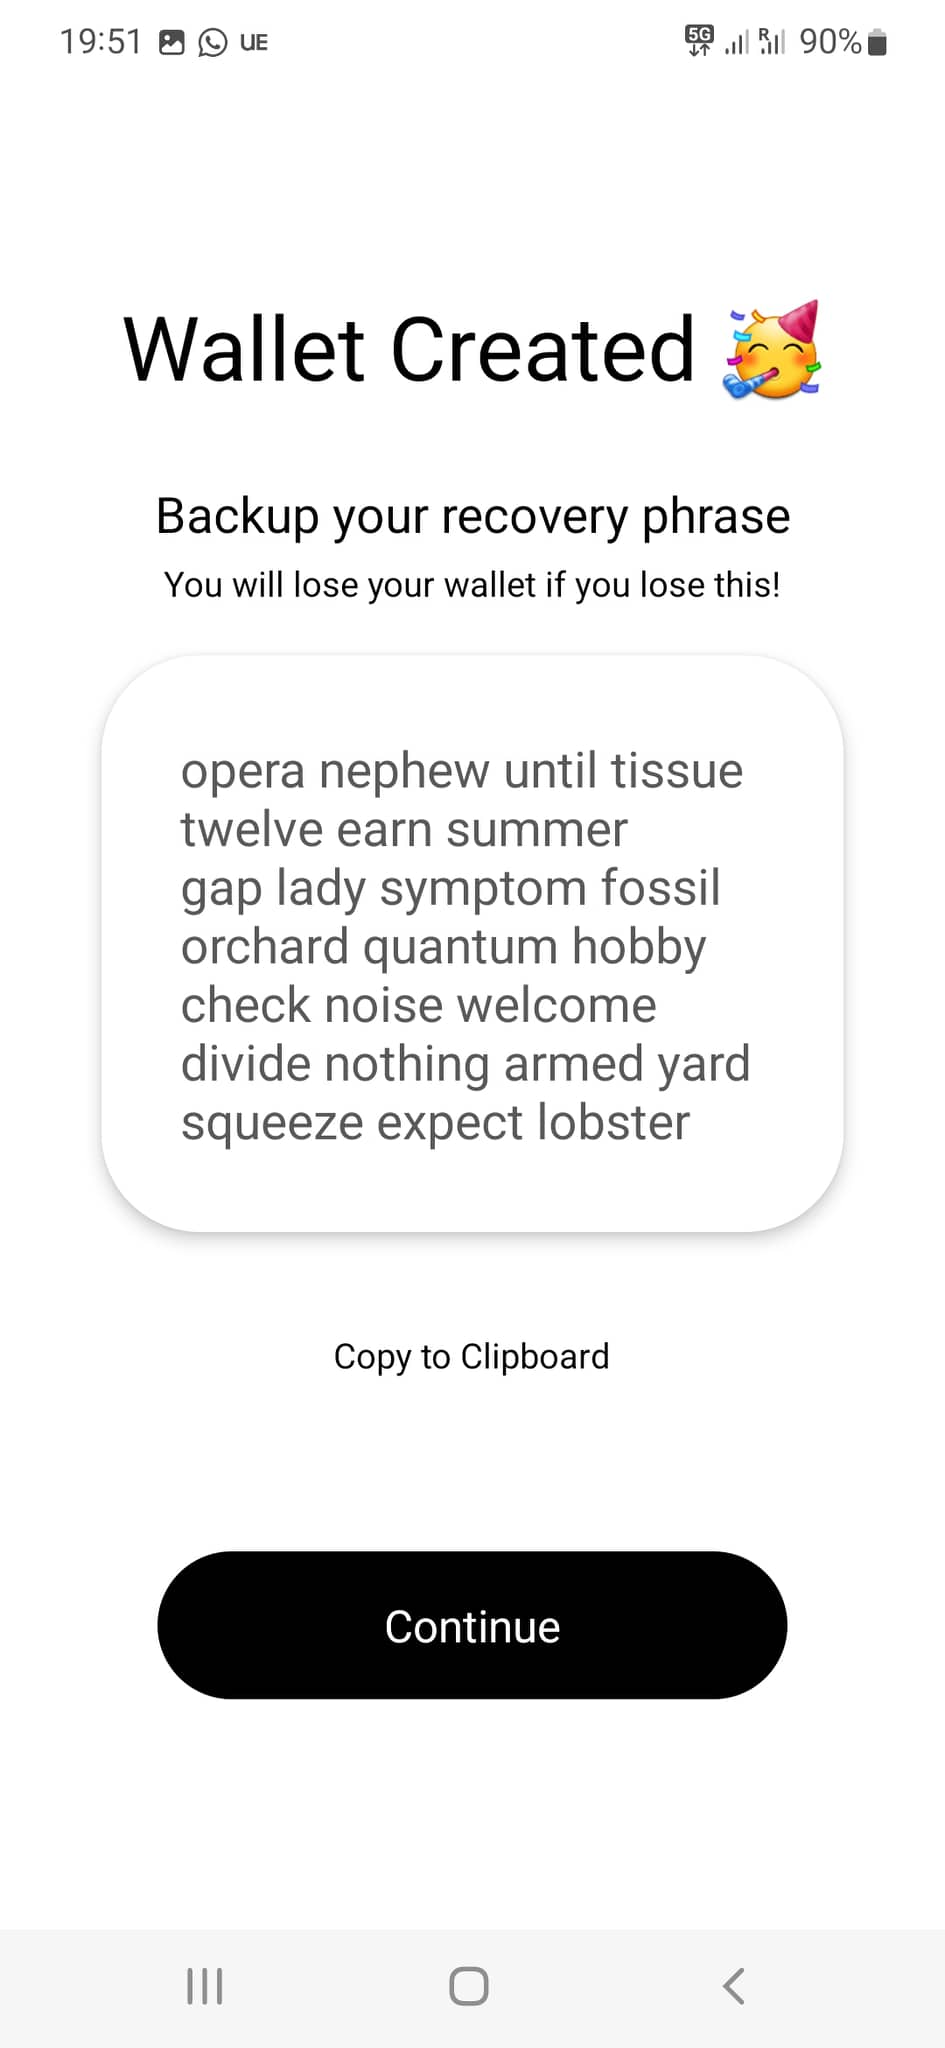 19:51 UE 5G R 90%
Wallet Created
Backup your recovery phrase
You will lose your wallet if you lose this!
opera nephew until tissue
twelve earn summer
gap lady symptom fossil
orchard quantum hobby
check noise welcome
divide nothing armed yard
squeeze expect lobster
Copy to Clipboard
Continue